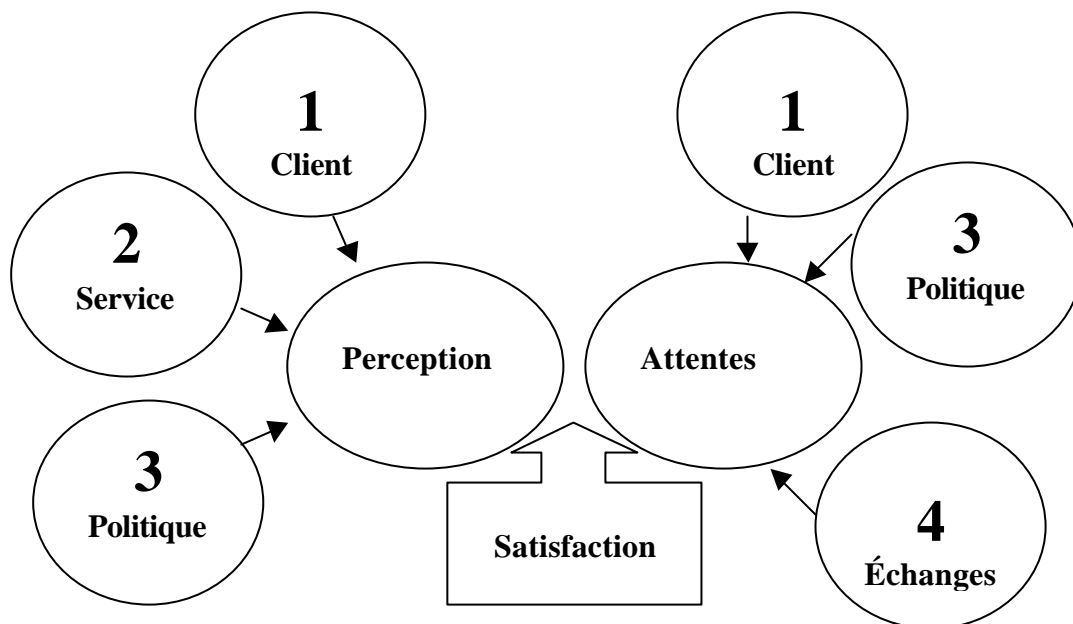 1
Client
1
Client
2
Service
3
Politique
Perception
Attentes
3
Politique
Satisfaction
4
Échanges